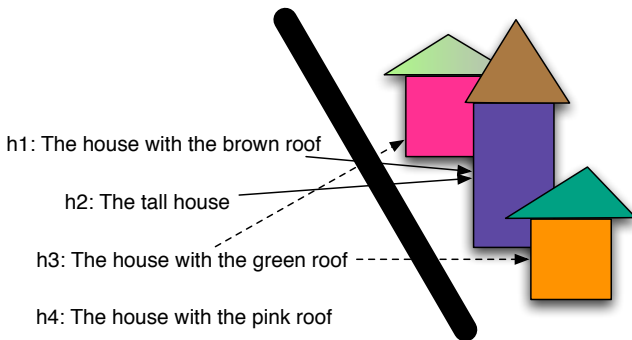 h1: The house with the brown roof
h2: The tall house
h3: The house with the green roof
h4: The house with the pink roof